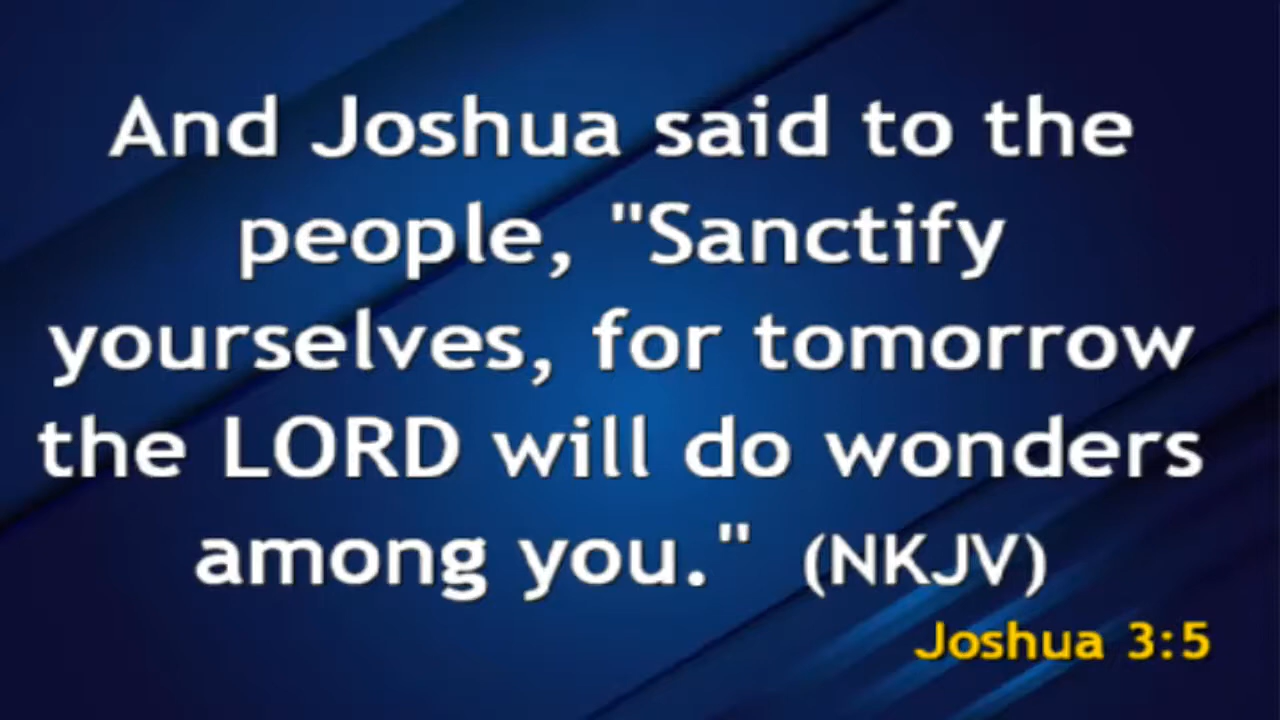 And Joshua said to the
people, "Sanctify
yourselves, for tomorrow
the LORD will do wonders
among you." (NKJV)
Joshua 3:5